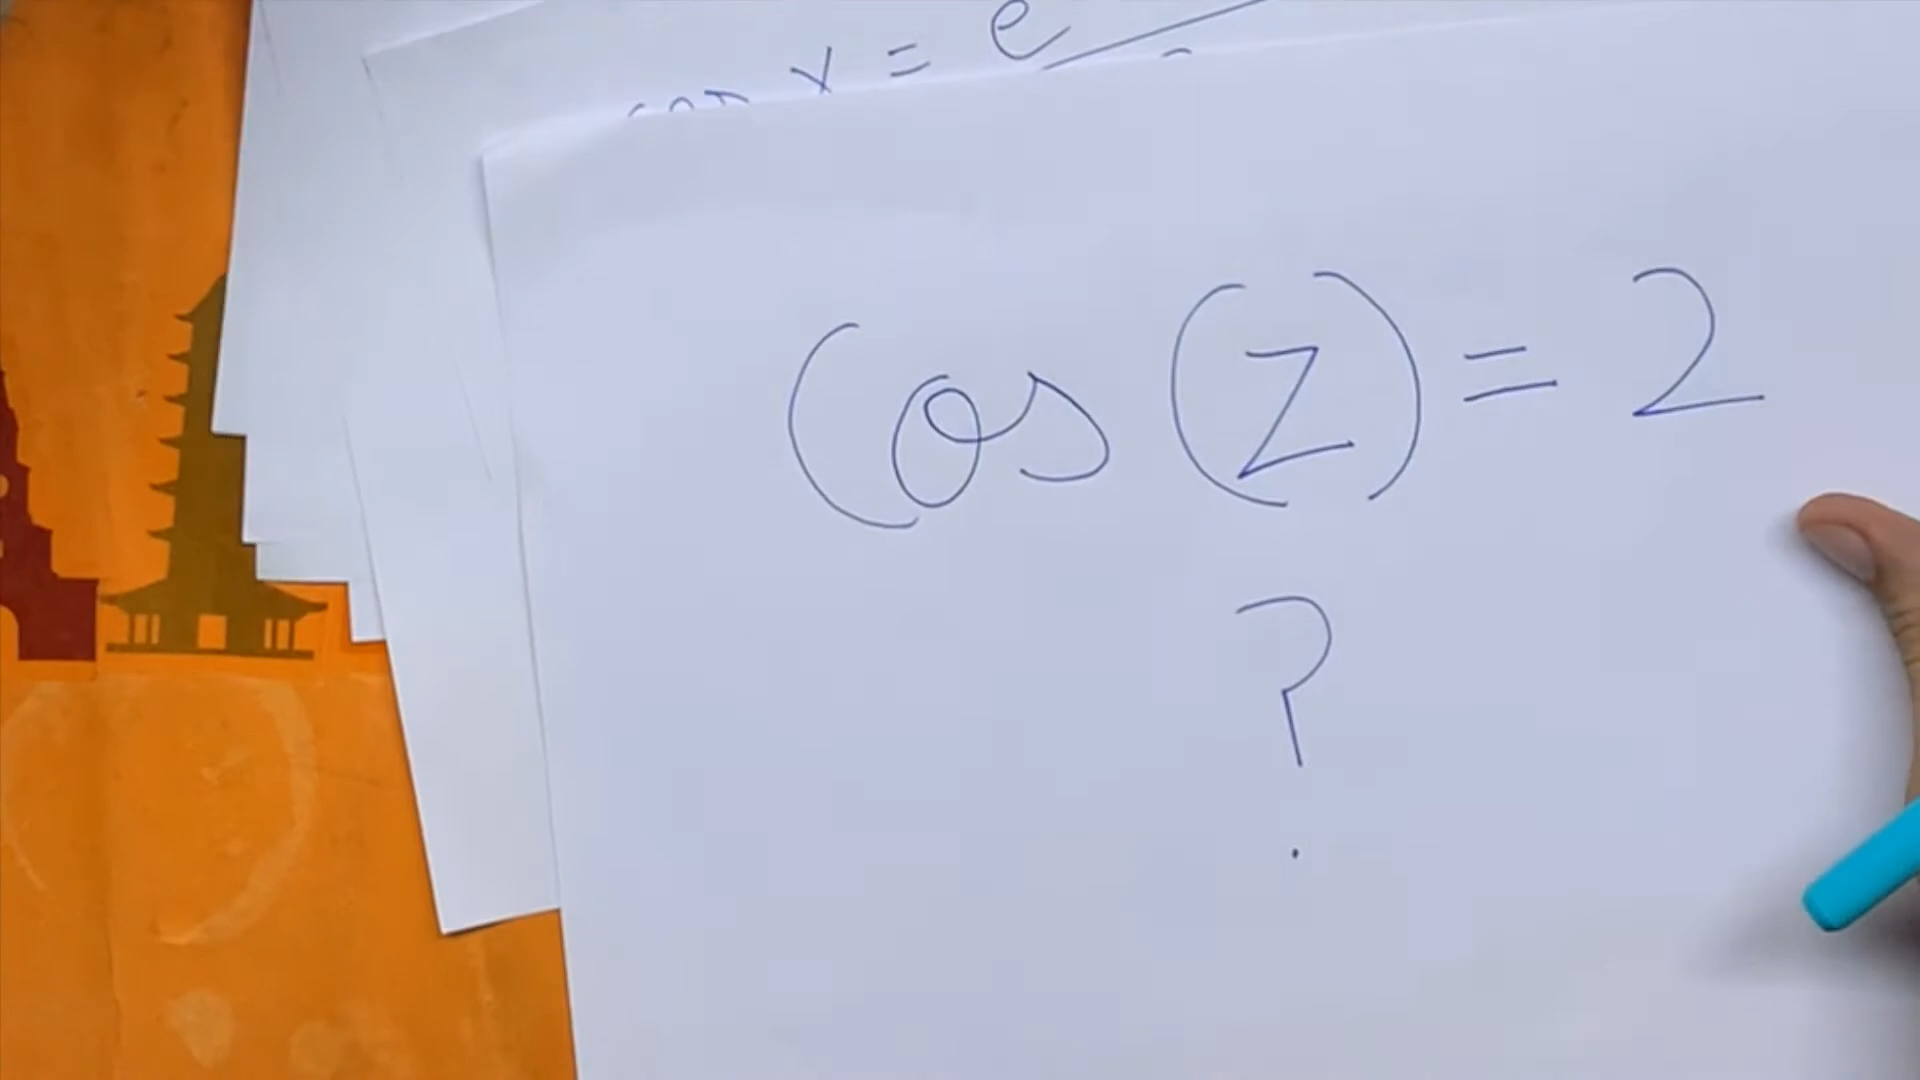 x = e
Cos (z) = 2
?